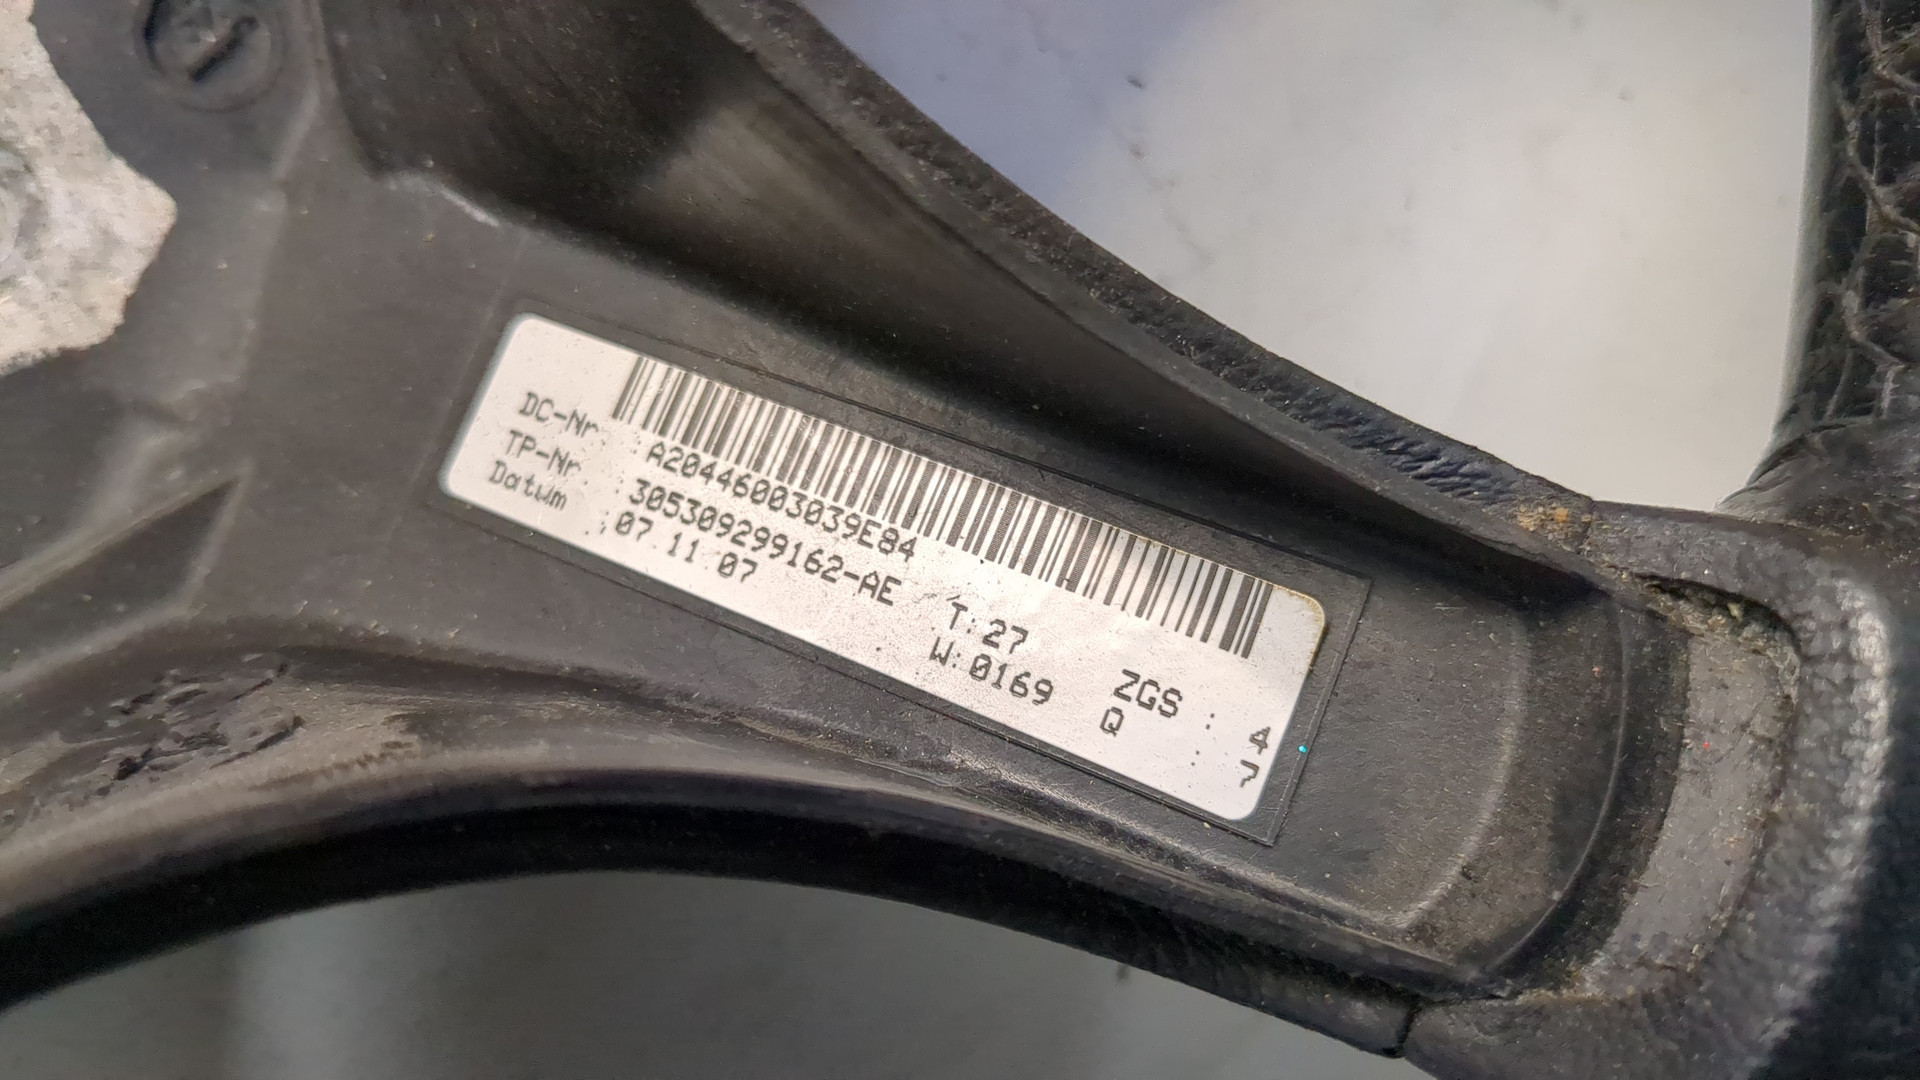 DC-Nr. : A2044600303​9E84
TP-Nr. : 305309299162-AE T:27 ZGS : 4
Datum : 07.11.07 W:0169 Q : 7